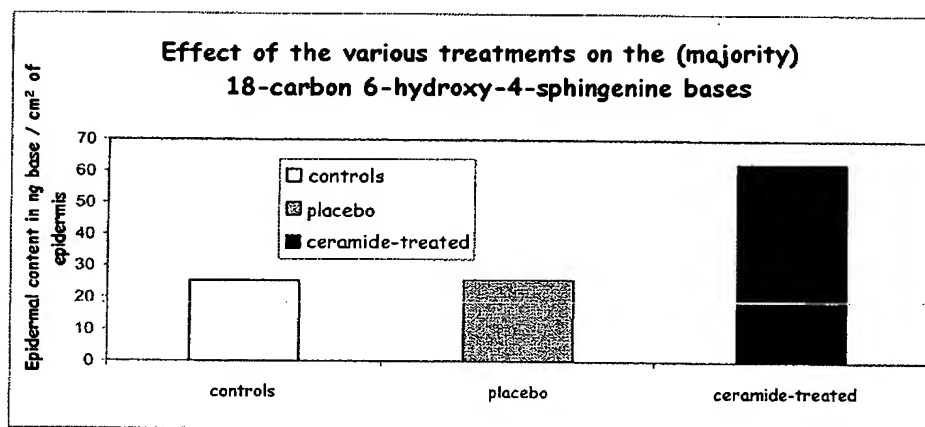 Effect of the various treatments on the (majority)
18-carbon 6-hydroxy-4-sphingenine bases
Epidermal content in ng base / cm² of
epidermis
70
60
50
40
30
20
10
0
controls
placebo
ceramide-treated
controls
placebo
ceramide-treated